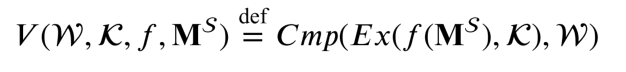 V(𝒲, 𝒦, f, 𝐌^𝒮) ≝ Cmp(Ex(f(𝐌^𝒮), 𝒦), 𝒲)